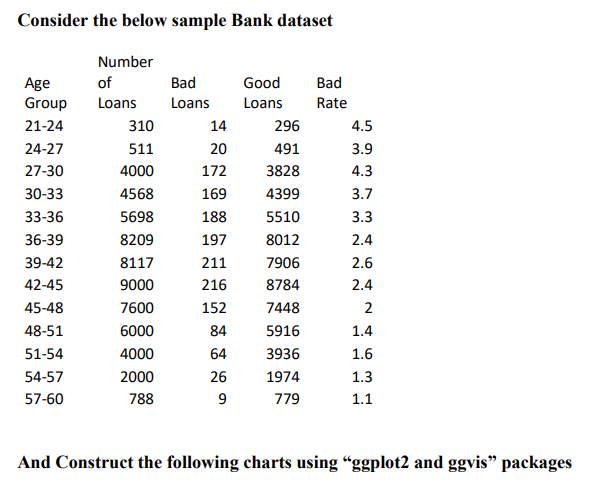 Consider the below sample Bank dataset
Number
Age of Bad Good Bad
Group Loans Loans Loans Rate
21-24 310 14 296 4.5
24-27 511 20 491 3.9
27-30 4000 172 3828 4.3
30-33 4568 169 4399 3.7
33-36 5698 188 5510 3.3
36-39 8209 197 8012 2.4
39-42 8117 211 7906 2.6
42-45 9000 216 8784 2.4
45-48 7600 152 7448 2
48-51 6000 84 5916 1.4
51-54 4000 64 3936 1.6
54-57 2000 26 1974 1.3
57-60 788 9 779 1.1
And Construct the following charts using “ggplot2 and ggvis” packages